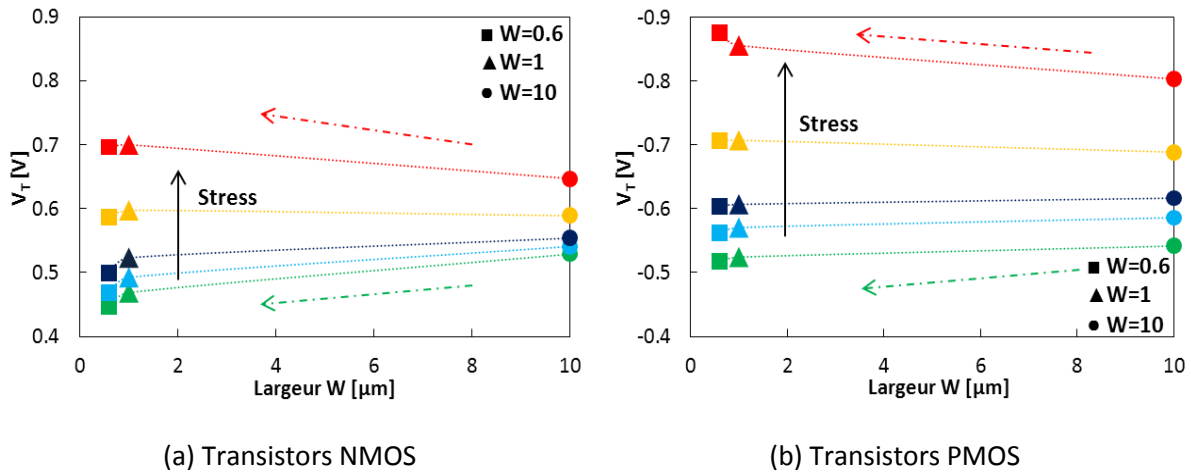 0.9
0.8
0.7
0.6
0.5
0.4
V_T [V]
W=0.6
W=1
W=10
Stress
0 2 4 6 8 10
Largeur W [µm]
(a) Transistors NMOS
-0.9
-0.8
-0.7
-0.6
-0.5
-0.4
V_T [V]
Stress
W=0.6
W=1
W=10
0 2 4 6 8 10
Largeur W [µm]
(b) Transistors PMOS